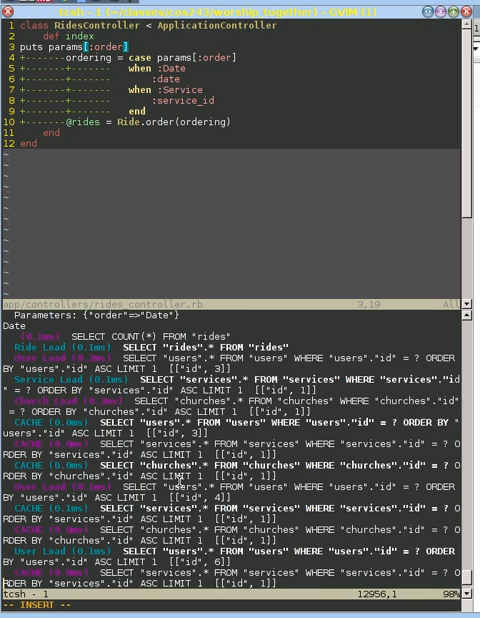 tcsh - 1 (~/classes/cos243/worship_together) - GVIM (1)
1 class RidesController < ApplicationController
2     def index
3 puts params[:order]
4 +-------ordering = case params[:order]
5 +-------+-------   when :Date
6 +-------+-------       :date
7 +-------+-------   when :Service
8 +-------+-------       :service_id
9 +-------+-------   end
10 +-------@rides = Ride.order(ordering)
11     end
12 end
~
~
~
~
~
~
~
~
~
~
~
~
~
~
app/controllers/rides_controller.rb 3,19 All
Parameters: {"order"=>"Date"}
Date
(0.1ms)  SELECT COUNT(*) FROM "rides"
Ride Load (0.1ms)  SELECT "rides".* FROM "rides"
User Load (0.2ms)  SELECT "users".* FROM "users" WHERE "users"."id" = ? ORDER
BY "users"."id" ASC LIMIT 1  [["id", 3]]
Service Load (0.1ms)  SELECT "services".* FROM "services" WHERE "services"."id
" = ? ORDER BY "services"."id" ASC LIMIT 1  [["id", 1]]
Church Load (0.2ms)  SELECT "churches".* FROM "churches" WHERE "churches"."id"
= ? ORDER BY "churches"."id" ASC LIMIT 1  [["id", 1]]
CACHE (0.0ms)  SELECT "users".* FROM "users" WHERE "users"."id" = ? ORDER BY "
users"."id" ASC LIMIT 1  [["id", 3]]
CACHE (0.0ms)  SELECT "services".* FROM "services" WHERE "services"."id" = ? O
RDER BY "services"."id" ASC LIMIT 1  [["id", 1]]
CACHE (0.0ms)  SELECT "churches".* FROM "churches" WHERE "churches"."id" = ? O
RDER BY "churches"."id" ASC LIMIT 1  [["id", 1]]
User Load (0.1ms)  SELECT "users".* FROM "users" WHERE "users"."id" = ? ORDER
BY "users"."id" ASC LIMIT 1  [["id", 4]]
CACHE (0.1ms)  SELECT "services".* FROM "services" WHERE "services"."id" = ? O
RDER BY "services"."id" ASC LIMIT 1  [["id", 1]]
CACHE (0.0ms)  SELECT "churches".* FROM "churches" WHERE "churches"."id" = ? O
RDER BY "churches"."id" ASC LIMIT 1  [["id", 1]]
User Load (0.1ms)  SELECT "users".* FROM "users" WHERE "users"."id" = ? ORDER
BY "users"."id" ASC LIMIT 1  [["id", 6]]
CACHE (0.0ms)  SELECT "services".* FROM "services" WHERE "services"."id" = ? O
RDER BY "services"."id" ASC LIMIT 1  [["id", 1]]
tcsh - 1 12956,1 98%
-- INSERT --